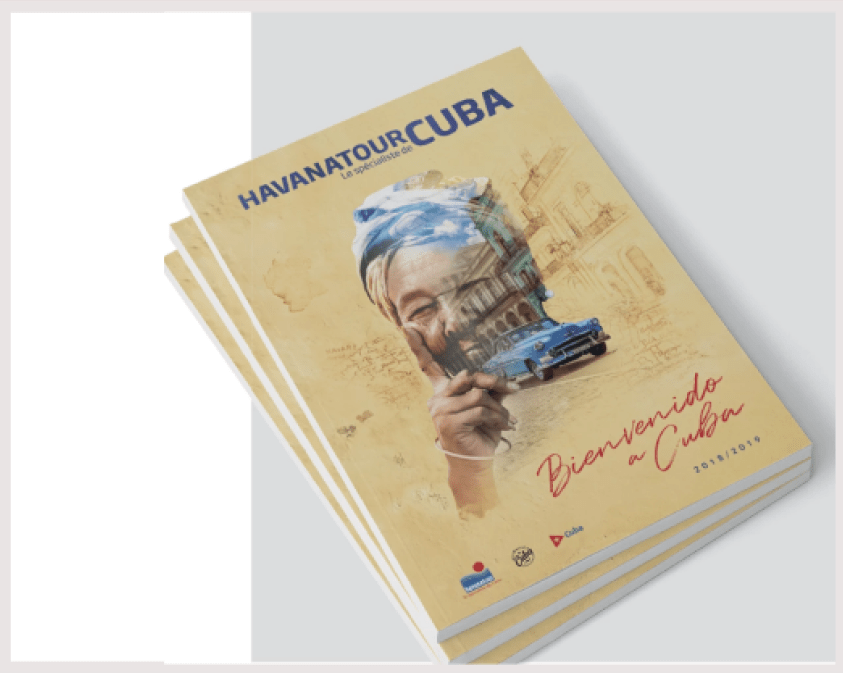 HAVANATOUR CUBA
Le spécialiste de
Bienvenido
a Cuba
2018/2019
Cuba